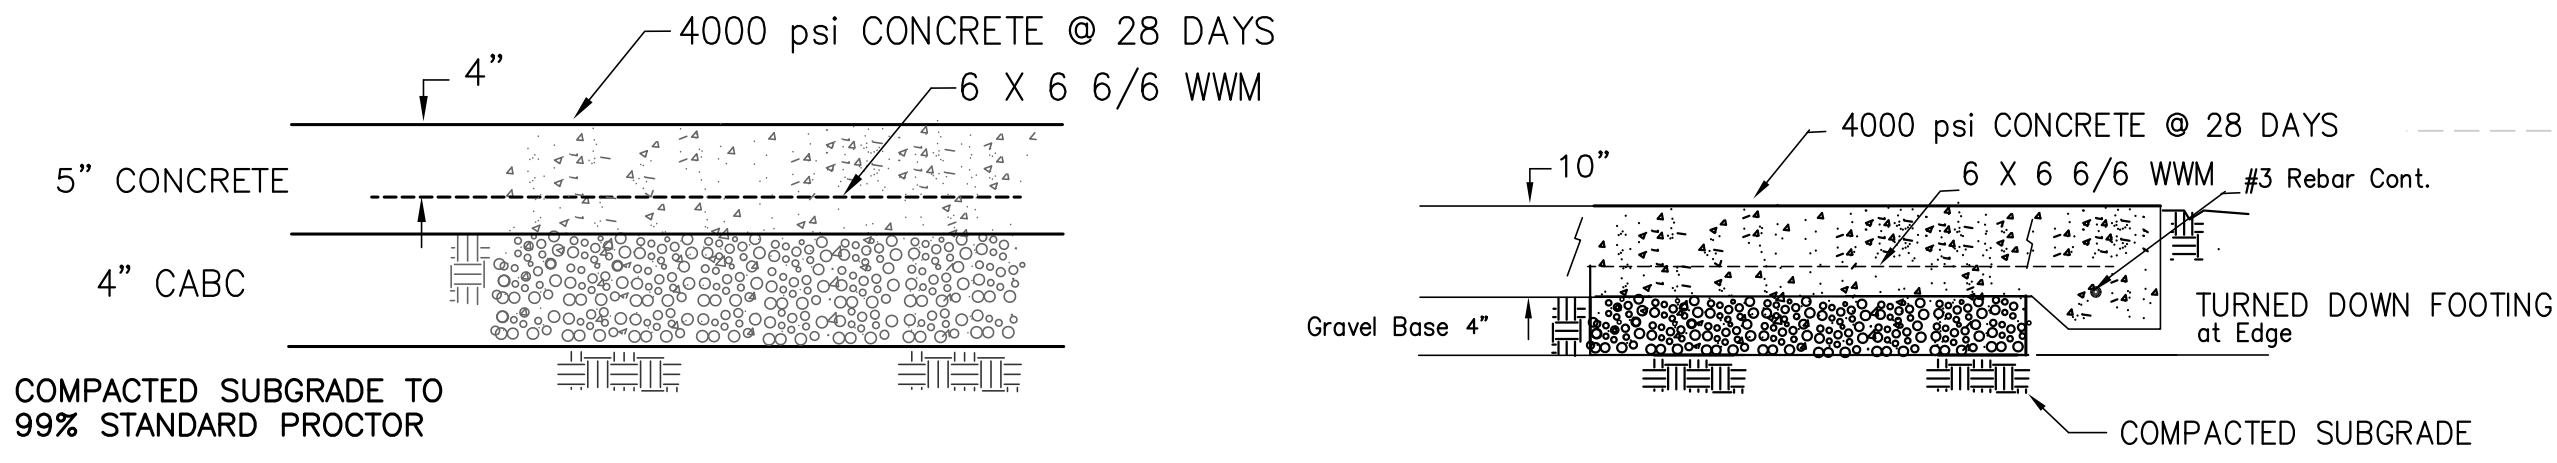 4000 psi CONCRETE @ 28 DAYS
4”
6 X 6 6/6 WWM
5” CONCRETE
4” CABC
COMPACTED SUBGRADE TO
99% STANDARD PROCTOR
4000 psi CONCRETE @ 28 DAYS
10”
6 X 6 6/6 WWM
#3 Rebar Cont.
Gravel Base 4”
TURNED DOWN FOOTING
at Edge
COMPACTED SUBGRADE